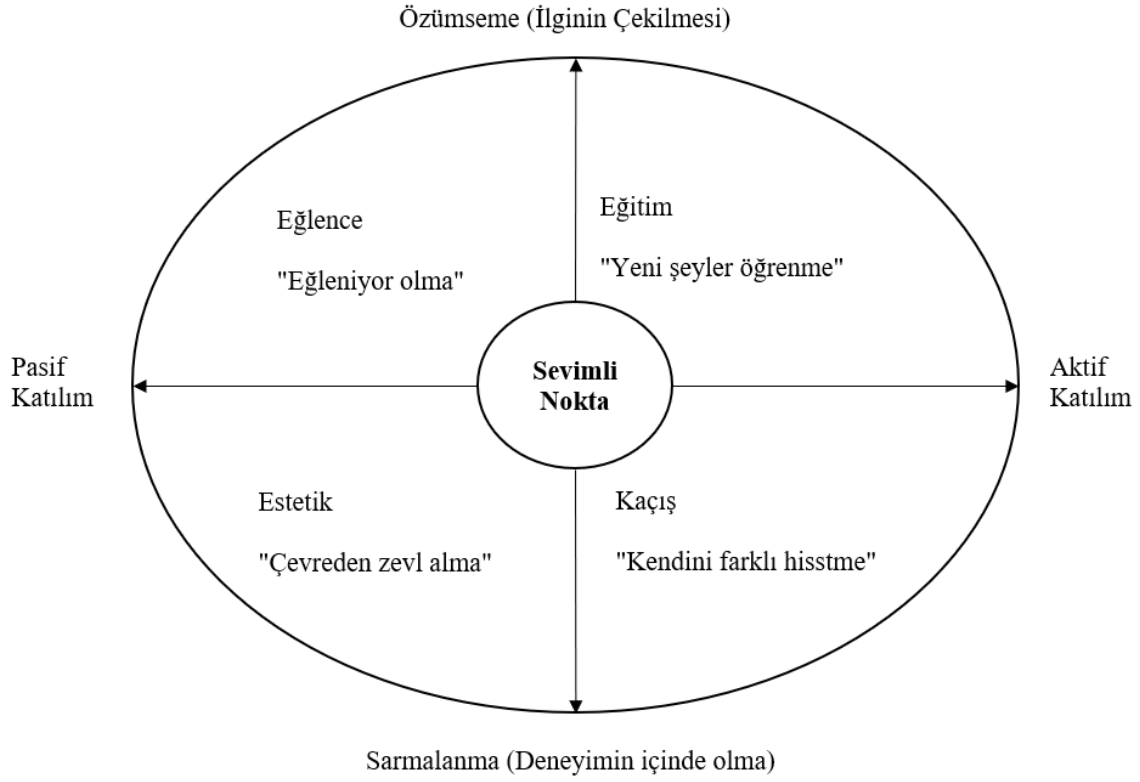 Özümseme (İlginin Çekilmesi)
Eğlence
"Eğleniyor olma"
Eğitim
"Yeni şeyler öğrenme"
Pasif
Katılım
Sevimli
Nokta
Aktif
Katılım
Estetik
"Çevreden zevl alma"
Kaçış
"Kendini farklı hisstme"
Sarmalanma (Deneyimin içinde olma)